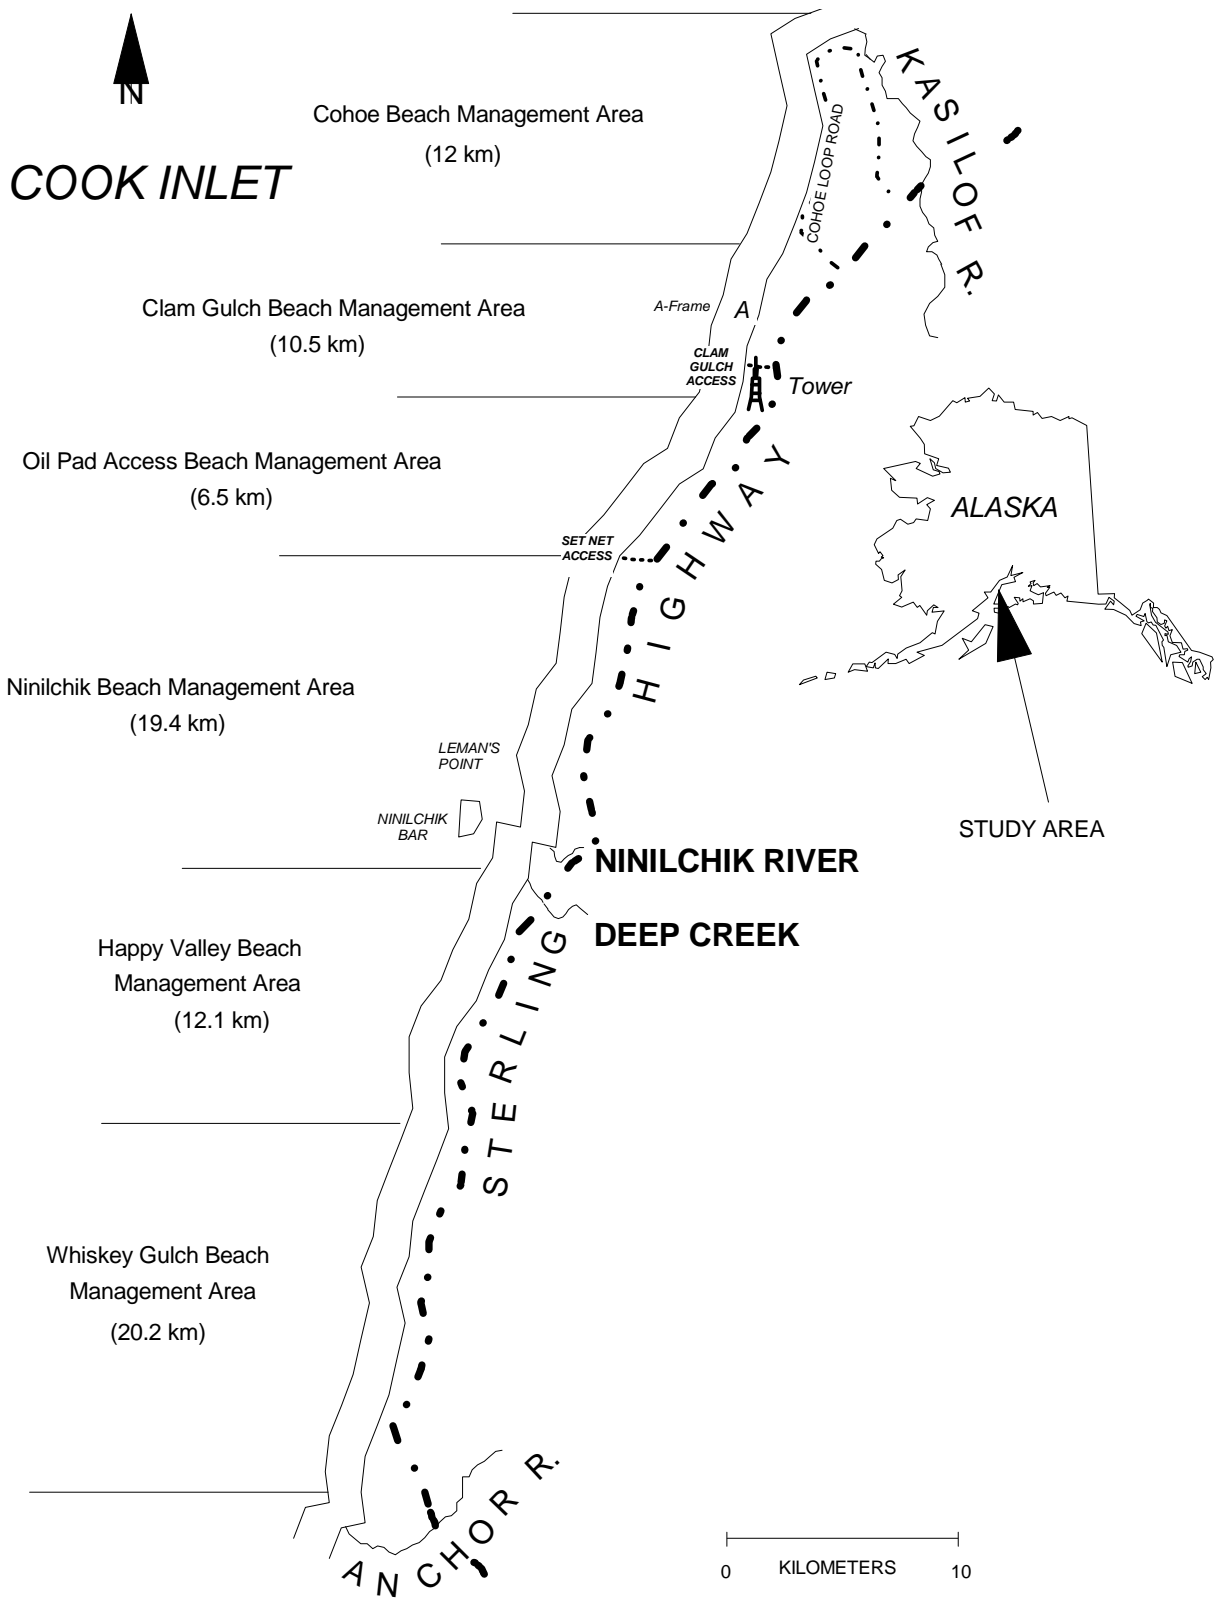 N
COOK INLET
Cohoe Beach Management Area
(12 km)
KASILOF R.
COHOE LOOP ROAD
Clam Gulch Beach Management Area
(10.5 km)
A-Frame
A
CLAM
GULCH
ACCESS
Tower
Oil Pad Access Beach Management Area
(6.5 km)
SET NET
ACCESS
ALASKA
STERLING HIGHWAY
Ninilchik Beach Management Area
(19.4 km)
LEMAN'S
POINT
NINILCHIK
BAR
STUDY AREA
NINILCHIK RIVER
DEEP CREEK
Happy Valley Beach
Management Area
(12.1 km)
Whiskey Gulch Beach
Management Area
(20.2 km)
ANCHOR R.
0 KILOMETERS 10